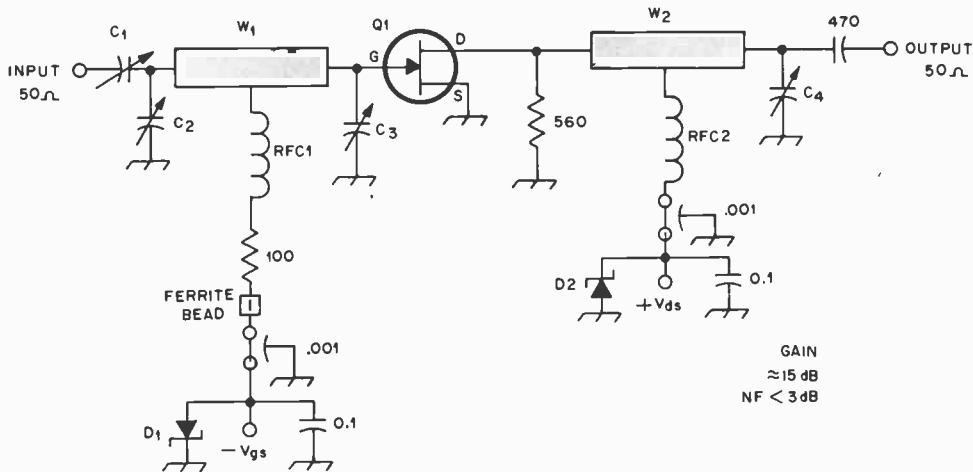 C1
W1
Q1
D
G
S
W2
470
INPUT
50Ω
OUTPUT
50Ω
C2
C3
C4
RFC1
560
RFC2
100
.001
FERRITE
BEAD
D2
0.1
+Vds
.001
GAIN
≈15 dB
NF < 3dB
D1
0.1
-Vgs